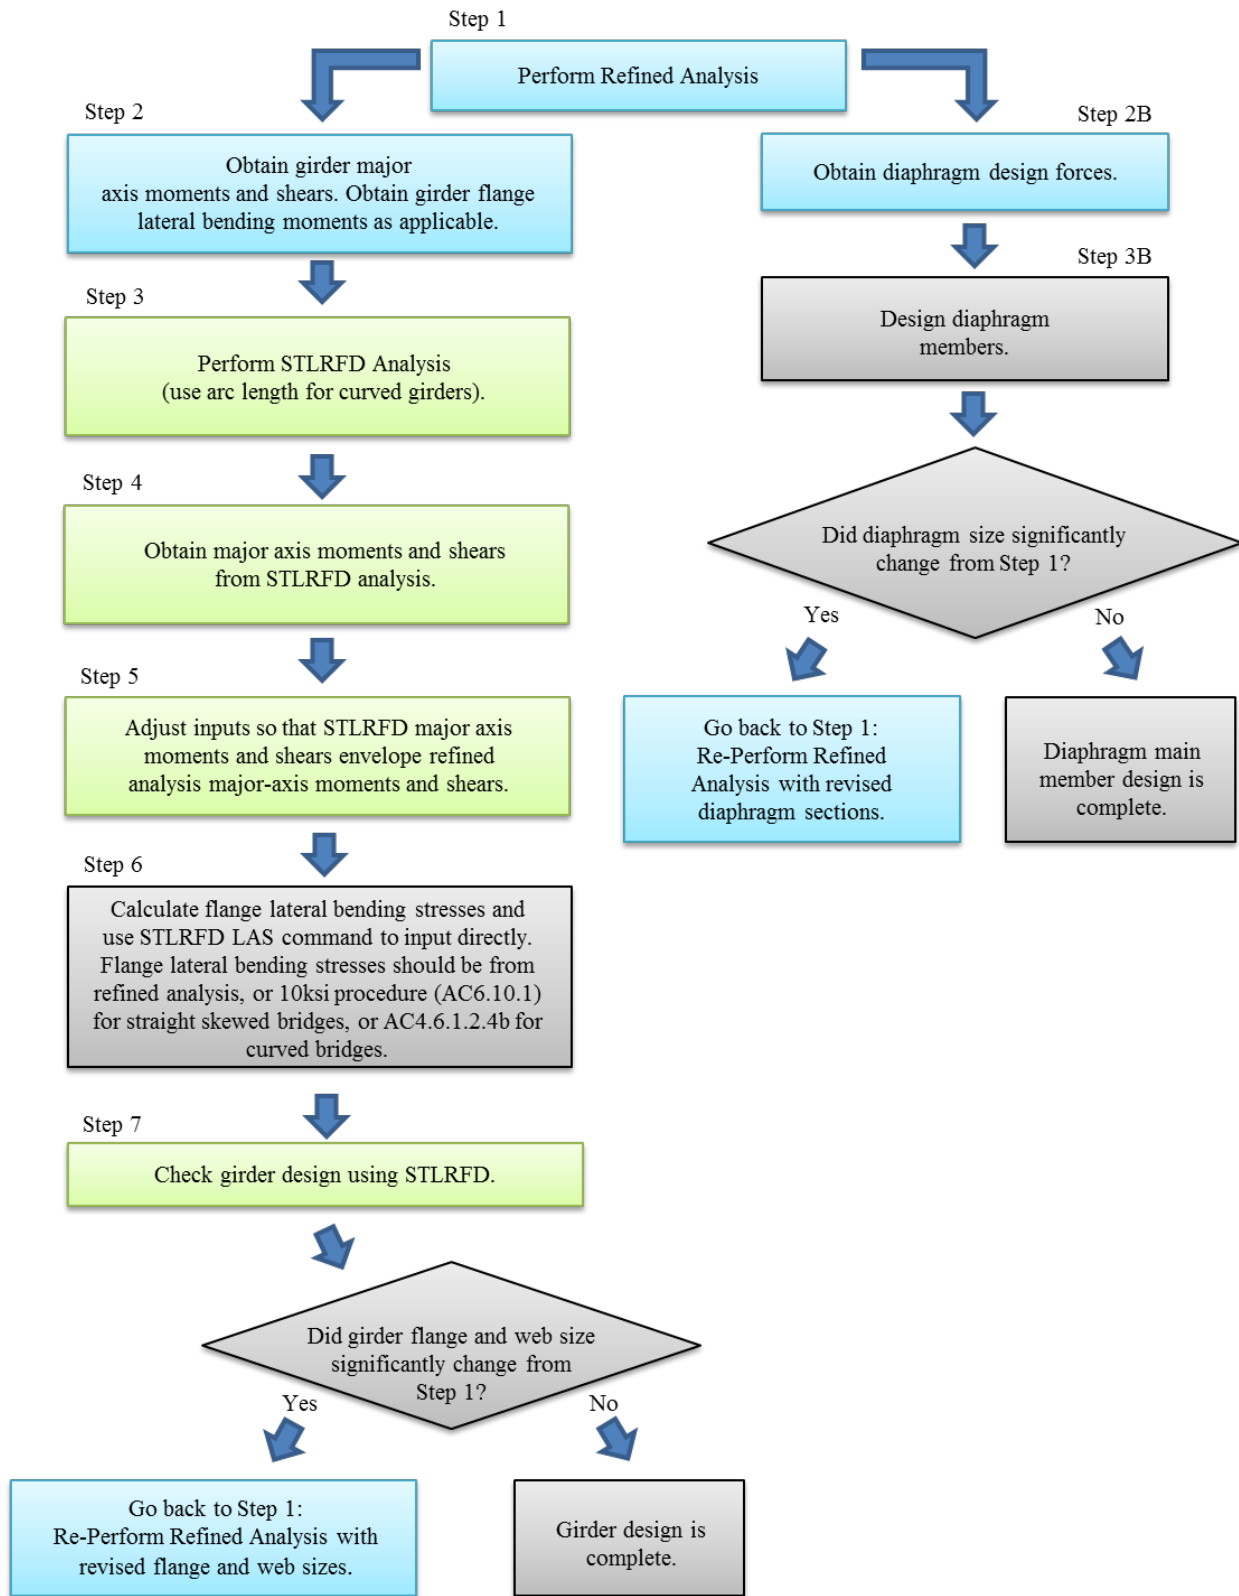 Step 1
Perform Refined Analysis
Step 2
Obtain girder major
axis moments and shears. Obtain girder flange
lateral bending moments as applicable.
Step 3
Perform STLRFD Analysis
(use arc length for curved girders).
Step 4
Obtain major axis moments and shears
from STLRFD analysis.
Step 5
Adjust inputs so that STLRFD major axis
moments and shears envelope refined
analysis major-axis moments and shears.
Step 6
Calculate flange lateral bending stresses and
use STLRFD LAS command to input directly.
Flange lateral bending stresses should be from
refined analysis, or 10ksi procedure (AC6.10.1)
for straight skewed bridges, or AC4.6.1.2.4b for
curved bridges.
Step 7
Check girder design using STLRFD.
Did girder flange and web size
significantly change from
Step 1?
Yes
No
Go back to Step 1:
Re-Perform Refined Analysis with
revised flange and web sizes.
Girder design is
complete.
Step 2B
Obtain diaphragm design forces.
Step 3B
Design diaphragm
members.
Did diaphragm size significantly
change from Step 1?
Yes
No
Go back to Step 1:
Re-Perform Refined
Analysis with revised
diaphragm sections.
Diaphragm main
member design is
complete.